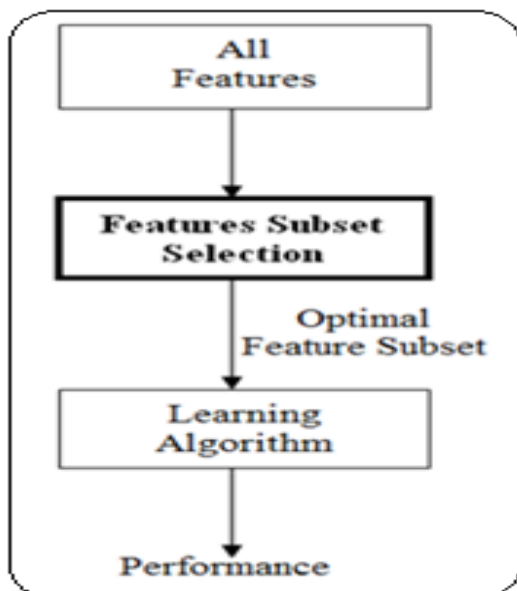 All
Features
Features Subset
Selection
Optimal
Feature Subset
Learning
Algorithm
Performance